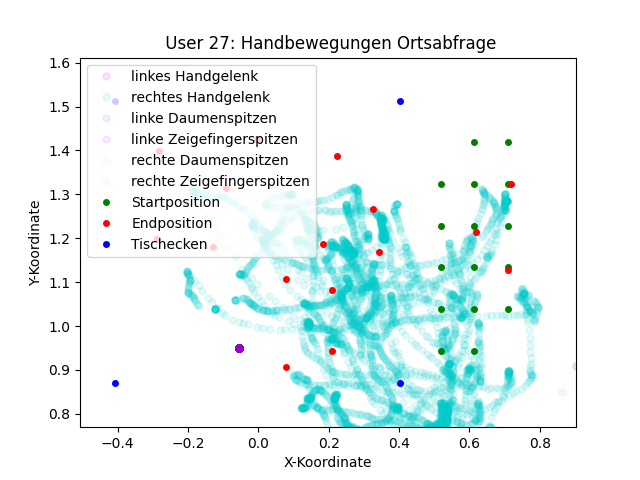 User 27: Handbewegungen Ortsabfrage
1.6
1.5
1.4
1.3
1.2
1.1
1.0
0.9
0.8
Y-Koordinate
linkes Handgelenk
rechtes Handgelenk
linke Daumenspitzen
linke Zeigefingerspitzen
rechte Daumenspitzen
rechte Zeigefingerspitzen
Startposition
Endposition
Tischecken
−0.4 −0.2 0.0 0.2 0.4 0.6 0.8
X-Koordinate